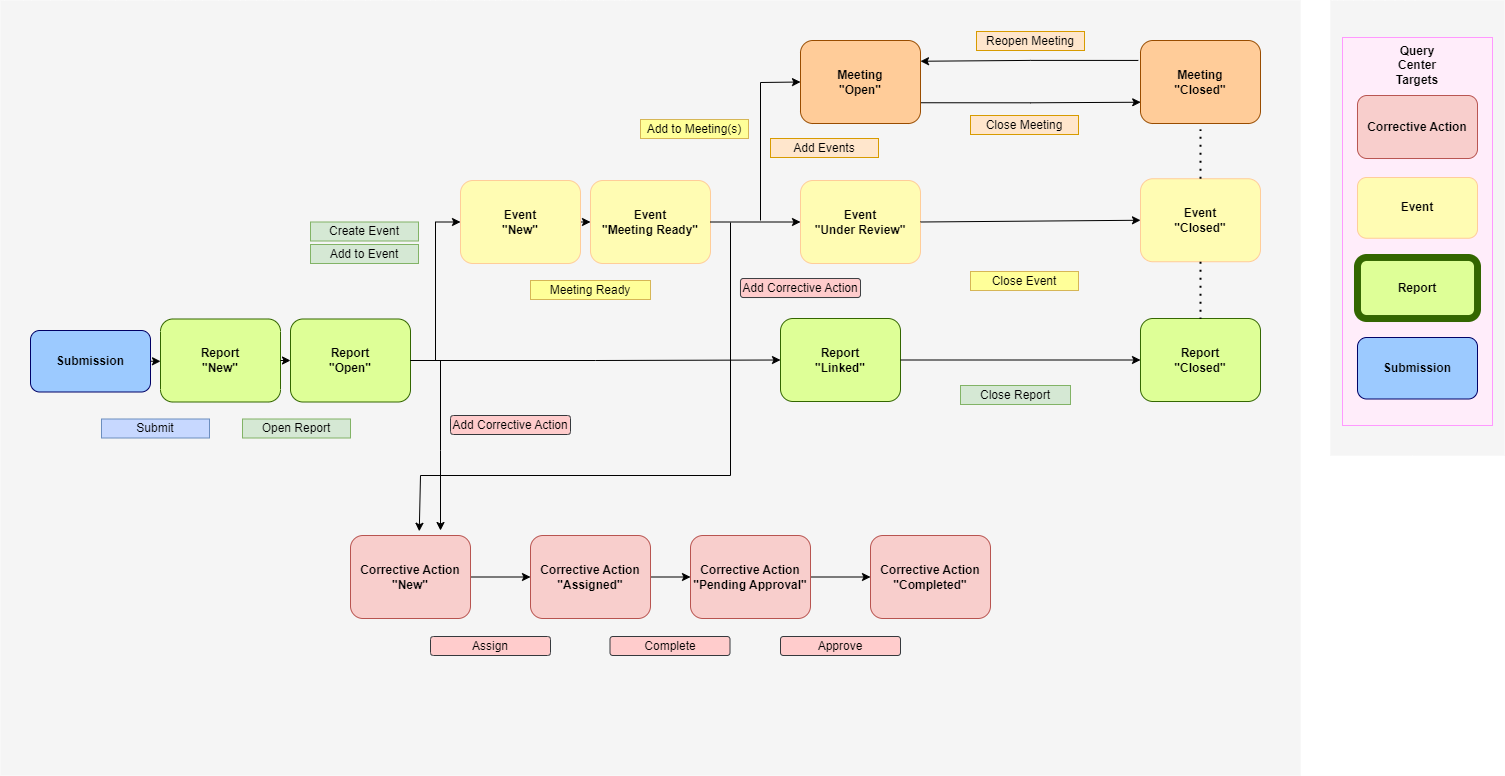 Reopen Meeting
Meeting
"Open"
Meeting
"Closed"
Close Meeting
Add to Meeting(s)
Add Events
Event
"New"
Event
"Meeting Ready"
Event
"Under Review"
Event
"Closed"
Create Event
Add to Event
Meeting Ready
Add Corrective Action
Close Event
Submission
Report
"New"
Report
"Open"
Report
"Linked"
Report
"Closed"
Close Report
Submit
Open Report
Add Corrective Action
Corrective Action
"New"
Corrective Action
"Assigned"
Corrective Action
"Pending Approval"
Corrective Action
"Completed"
Assign
Complete
Approve
Query
Center
Targets
Corrective Action
Event
Report
Submission